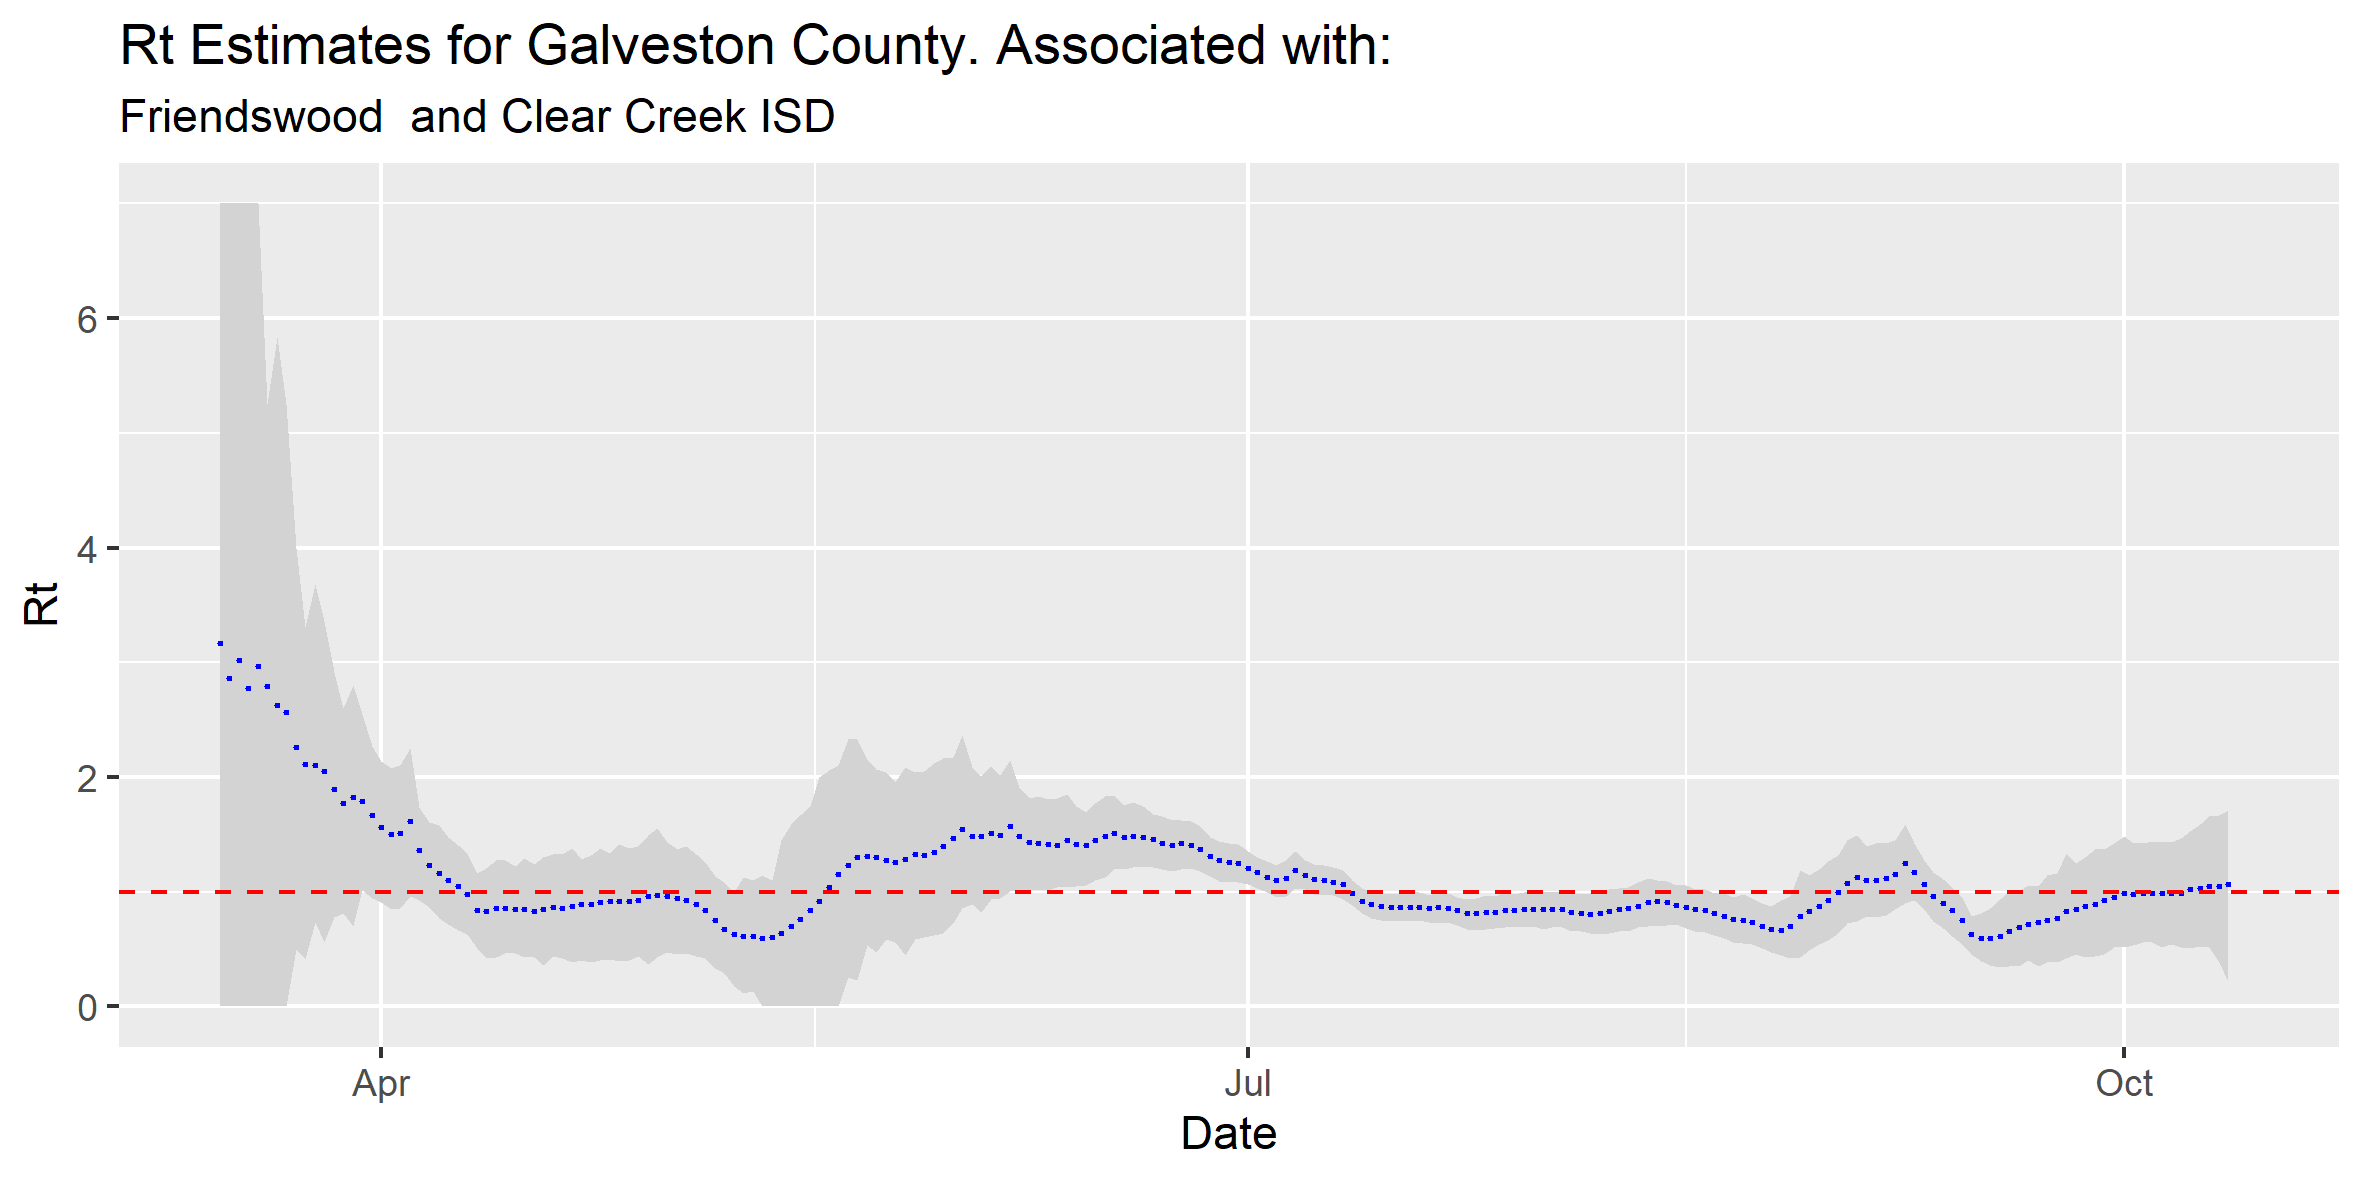 Rt Estimates for Galveston County. Associated with:
Friendswood  and Clear Creek ISD
Rt
6
4
2
0
Apr
Jul
Oct
Date